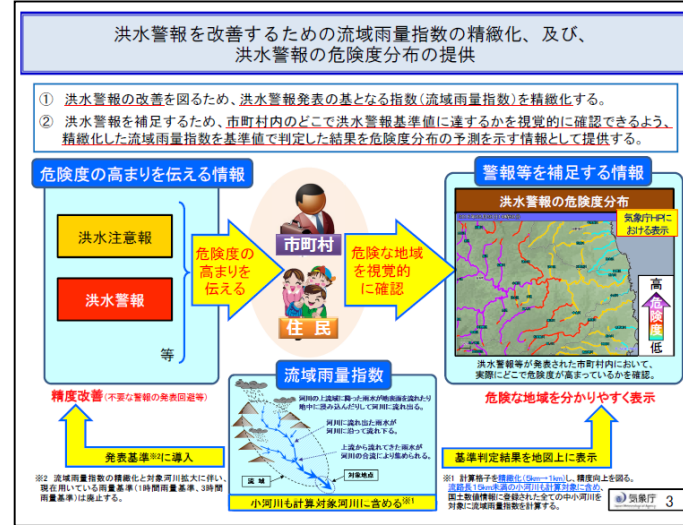 洪水警報を改善するための流域雨量指数の精緻化、及び、
洪水警報の危険度分布の提供
① 洪水警報の改善を図るため、洪水警報発表の基となる指数(流域雨量指数)を精緻化する。
② 洪水警報を補足するため、市町村内のどこで洪水警報基準値に達するかを視覚的に確認できるよう、
精緻化した流域雨量指数を基準値で判定した結果を危険度分布の予測を示す情報として提供する。
危険度の高まりを伝える情報
洪水注意報
洪水警報
等
危険度の
高まりを
伝える
市町村
住 民
危険な地域
を視覚的
に確認
警報等を補足する情報
洪水警報の危険度分布
気象庁HPに
おける表示
高
危険度
低
洪水警報等が発表された市町村内において、
実際にどこで危険度が高まっているかを確認。
精度改善(不要な警報の発表回避等)
発表基準※2に導入
※2 流域雨量指数の精緻化と対象河川拡大に伴い、
現在用いている雨量基準(1時間雨量基準、3時間
雨量基準)は廃止する。
流域雨量指数
河川の上流域に降った雨水が地表面を流れたり
地中に浸み込んだりして河川に流れ出る。
河川に流れ出た雨水が
河川に沿って流れ下る。
上流から流れてきた雨水が
河川の合流により集められる。
流 域
対象地点
小河川も計算対象河川に含める※1
危険な地域を分かりやすく表示
基準判定結果を地図上に表示
※1 計算格子を精緻化(5km→1km)し、精度向上を図る。
流路長15km未満の小河川も計算対象に含め、
国土数値情報に登録された全ての中小河川を
対象に流域雨量指数を計算する。
気象庁
3